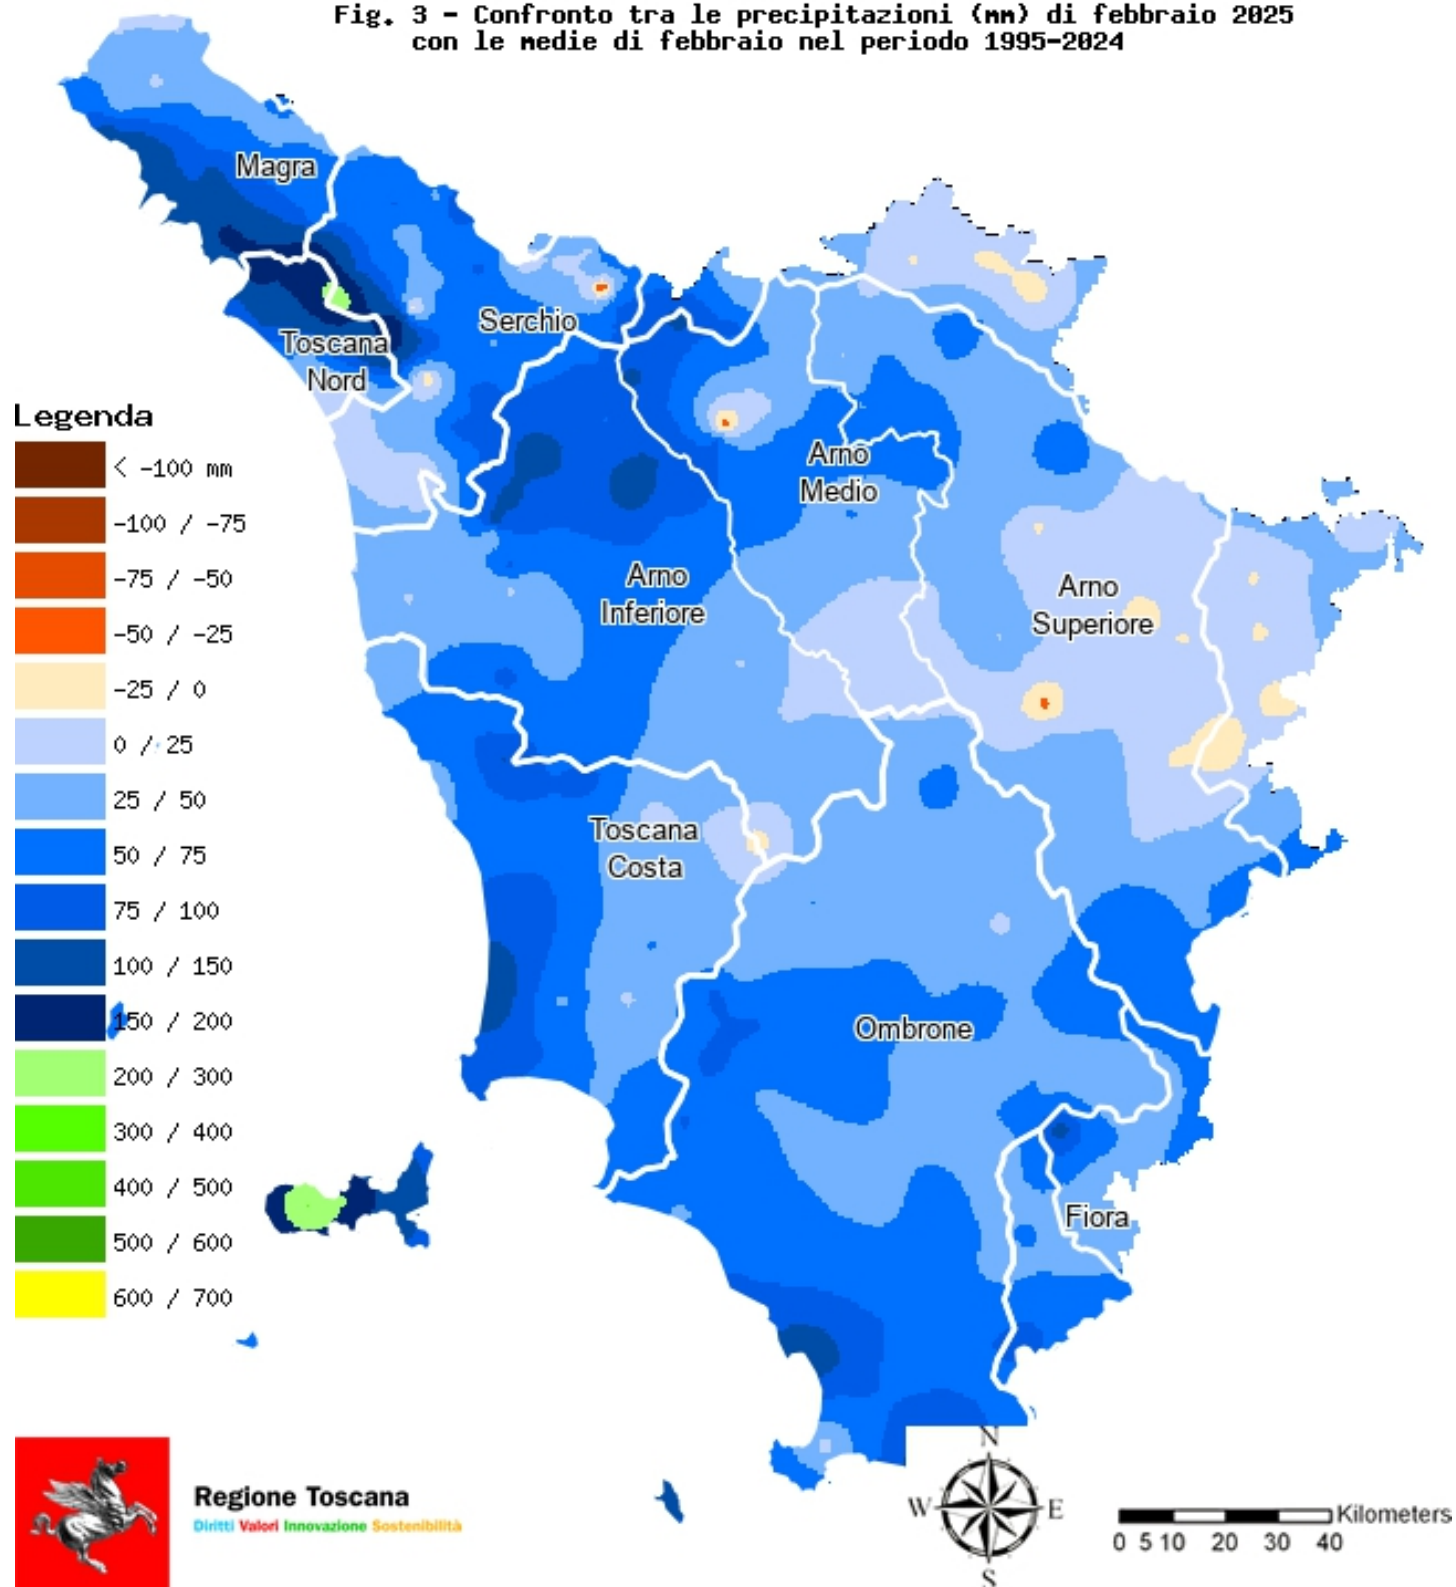 Fig. 3 - Confronto tra le precipitazioni (mm) di febbraio 2025
con le medie di febbraio nel periodo 1995-2024
Magra
Serchio
Toscana
Nord
Legenda
< -100 mm
-100 / -75
-75 / -50
-50 / -25
-25 / 0
0 / 25
25 / 50
50 / 75
75 / 100
100 / 150
150 / 200
200 / 300
300 / 400
400 / 500
500 / 600
600 / 700
Arno
Medio
Arno
Inferiore
Arno
Superiore
Toscana
Costa
Ombrone
Fiora
Regione Toscana
Diritti Valori Innovazione Sostenibilità
N
W
E
S
Kilometers
0 5 10 20 30 40